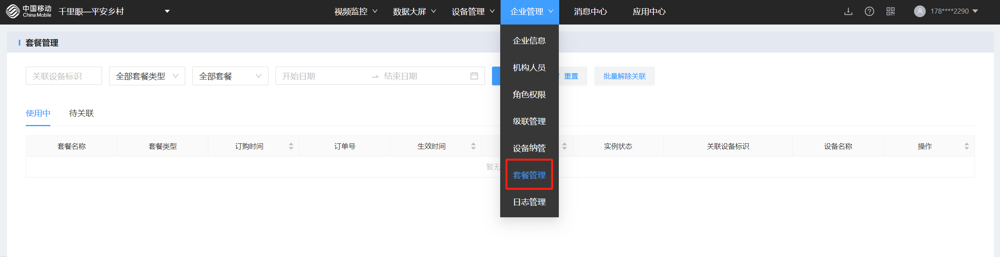 中国移动
China Mobile
千里眼—平安乡村
视频监控
数据大屏
设备管理
企业管理
消息中心
应用中心
178****2290
套餐管理
企业信息
机构人员
角色权限
级联管理
设备纳管
套餐管理
日志管理
关联设备标识
全部套餐类型
全部套餐
开始日期
结束日期
重置
批量解除关联
使用中
待关联
套餐名称
套餐类型
订购时间
订单号
生效时间
实例状态
关联设备标识
设备名称
操作
暂无